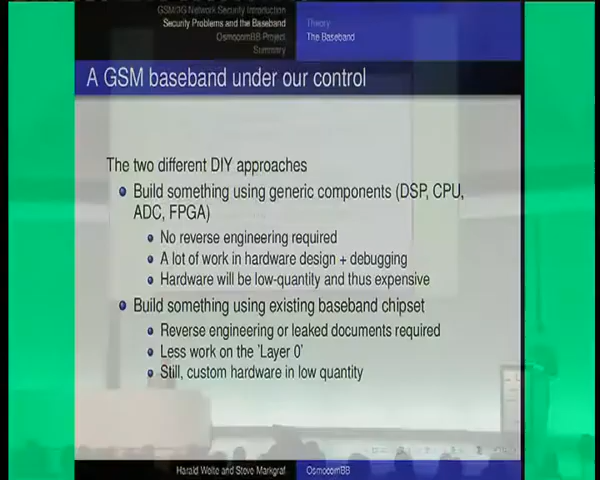 GSM/3G Network Security Introduction
Security Problems and the Baseband
OsmocomBB Project
Summary
Theory
The Baseband
A GSM baseband under our control
The two different DIY approaches
Build something using generic components (DSP, CPU,
ADC, FPGA)
No reverse engineering required
A lot of work in hardware design + debugging
Hardware will be low-quantity and thus expensive
Build something using existing baseband chipset
Reverse engineering or leaked documents required
Less work on the 'Layer 0'
Still, custom hardware in low quantity
Harald Welte and Steve Markgraf
OsmocomBB